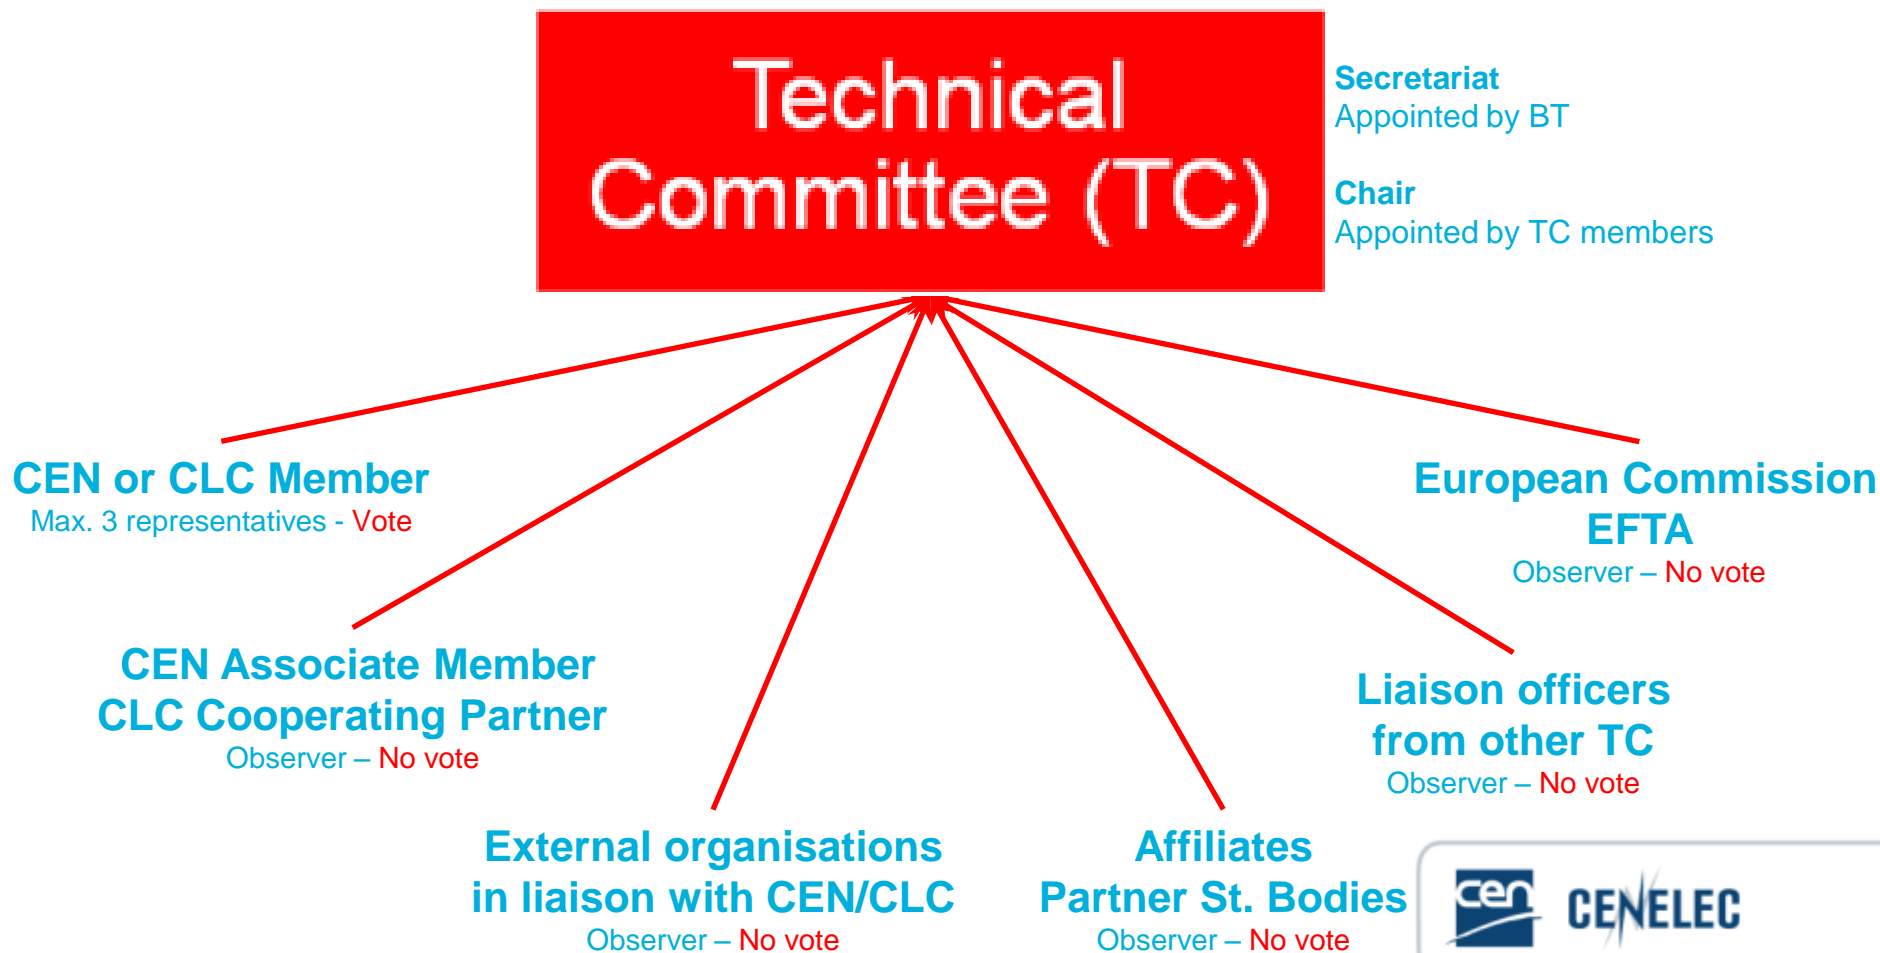 Technical
Committee (TC)
Secretariat
Appointed by BT
Chair
Appointed by TC members
CEN or CLC Member
Max. 3 representatives - Vote
European Commission
EFTA
Observer – No vote
CEN Associate Member
CLC Cooperating Partner
Observer – No vote
Liaison officers
from other TC
Observer – No vote
External organisations
in liaison with CEN/CLC
Observer – No vote
Affiliates
Partner St. Bodies
Observer – No vote
cen
CENELEC